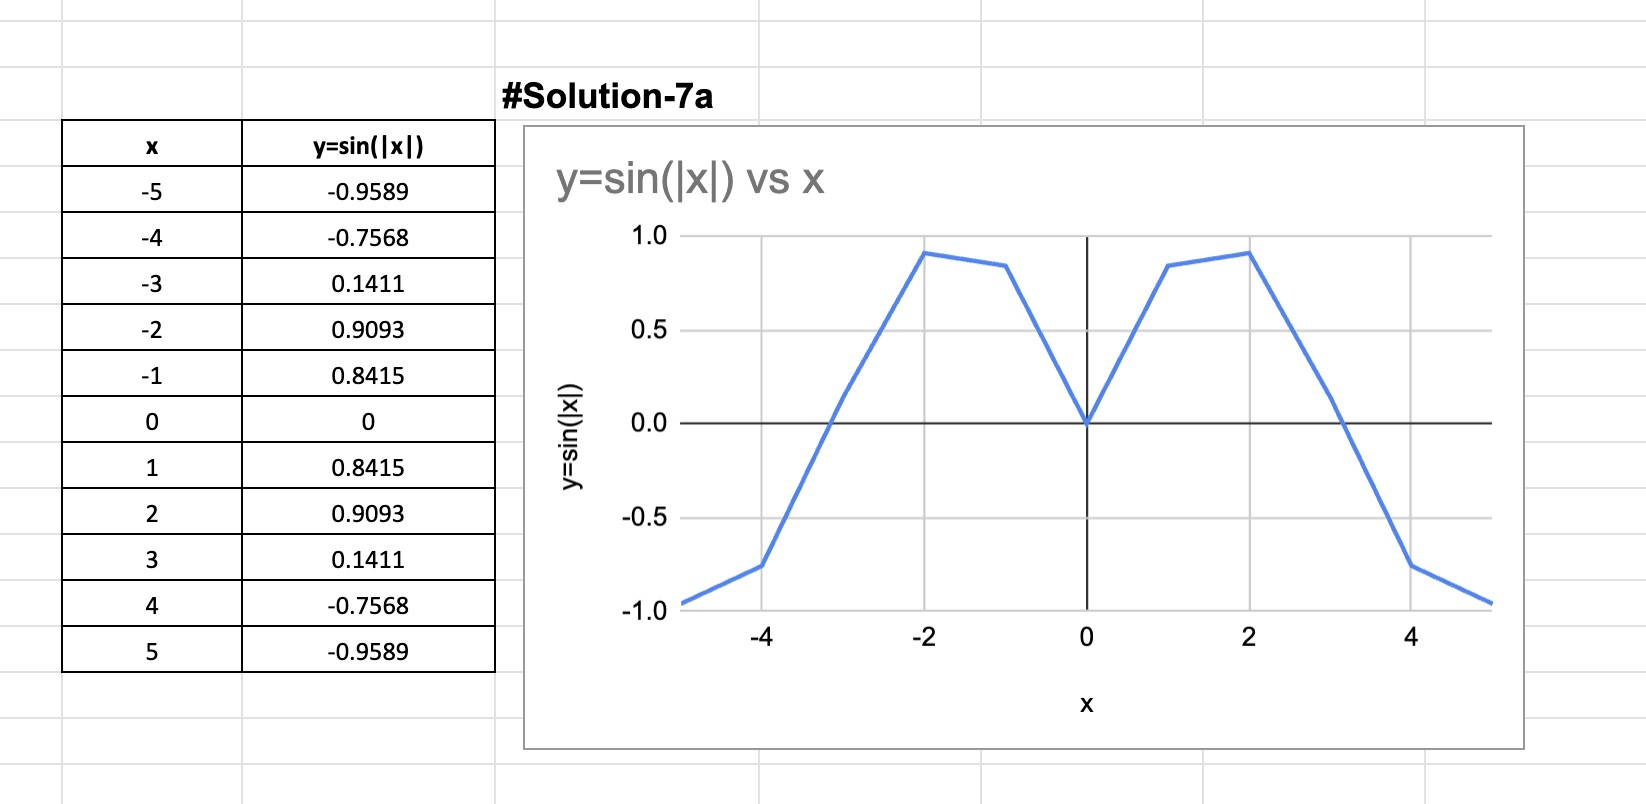 #Solution-7a
x y=sin(|x|)
-5 -0.9589
-4 -0.7568
-3 0.1411
-2 0.9093
-1 0.8415
0 0
1 0.8415
2 0.9093
3 0.1411
4 -0.7568
5 -0.9589
y=sin(|x|) vs x
y=sin(|x|)
1.0
0.5
0.0
-0.5
-1.0
-4 -2 0 2 4
x